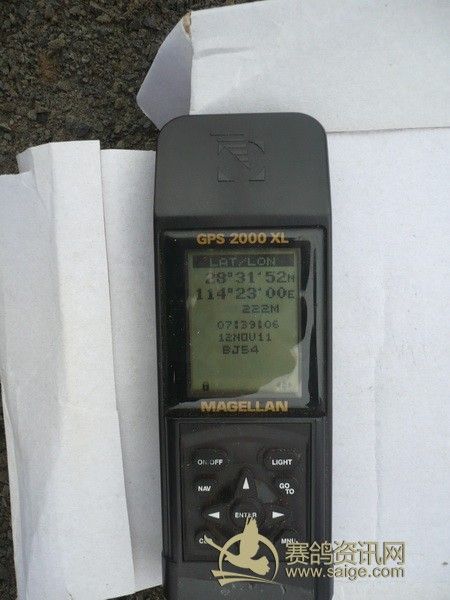 GPS 2000 XL
LAT/LON
28°31'52N
114°23'00E
222M
07:39:06
12NOV11
BJ54
MAGELLAN
ON/OFF LIGHT
NAV GO TO
ENTER
MNU
赛鸽资讯网
www.saige.com